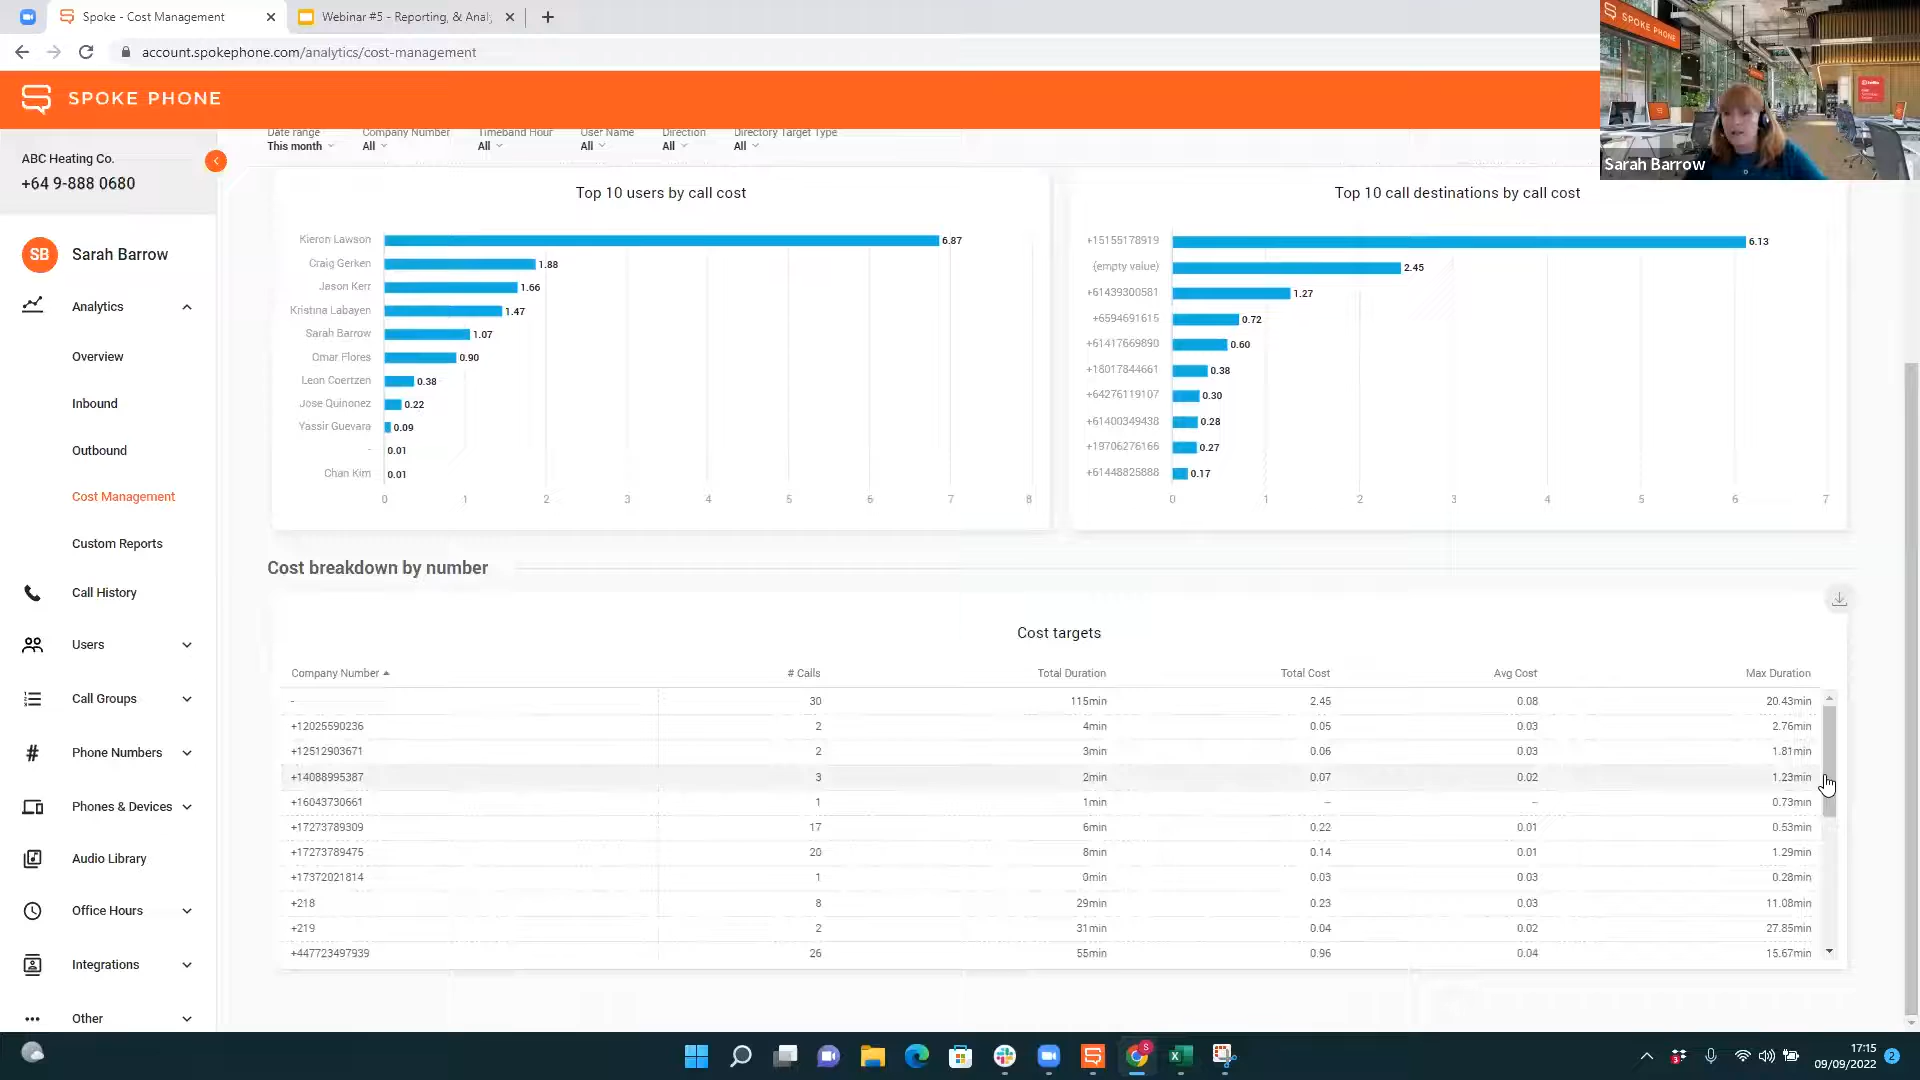 Spoke - Cost Management
Webinar #5 - Reporting, & Anal
account.spokephone.com/analytics/cost-management
SPOKE PHONE
SPOKE PHONE
Sarah Barrow
ABC Heating Co.
+64 9-888 0680
SB Sarah Barrow
Analytics
Overview
Inbound
Outbound
Cost Management
Custom Reports
Call History
Users
Call Groups
Phone Numbers
Phones & Devices
Audio Library
Office Hours
Integrations
Other
Date range Company Number Timeband Hour User Name Direction Directory Target Type
This month All All All All All
Top 10 users by call cost
Kieron Lawson 6.87
Craig Gerken 1.88
Jason Kerr 1.66
Kristina Labayen 1.47
Sarah Barrow 1.07
Omar Flores 0.90
Leon Coertzen 0.38
Jose Quinonez 0.22
Yassir Guevara 0.09
- 0.01
Chan Kim 0.01
0 1 2 3 4 5 6 7 8
Top 10 call destinations by call cost
+15155178919 6.13
(empty value) 2.45
+61439300581 1.27
+6594691615 0.72
+61417669890 0.60
+18017844661 0.38
+64276119107 0.30
+61400349438 0.28
+19706276166 0.27
+61448825888 0.17
0 1 2 3 4 5 6 7
Cost breakdown by number
Cost targets
Company Number # Calls Total Duration Total Cost Avg Cost Max Duration
- 30 115min 2.45 0.08 20.43min
+12025590236 2 4min 0.05 0.03 2.76min
+12512903671 2 3min 0.06 0.03 1.81min
+14088995387 3 2min 0.07 0.02 1.23min
+16043730661 1 1min – – 0.73min
+17273789309 17 6min 0.22 0.01 0.53min
+17273789475 20 8min 0.14 0.01 1.29min
+17372021814 1 0min 0.03 0.03 0.28min
+218 8 29min 0.23 0.03 11.08min
+219 2 31min 0.04 0.02 27.85min
+447723497939 26 55min 0.96 0.04 15.67min
17:15
09/09/2022
2